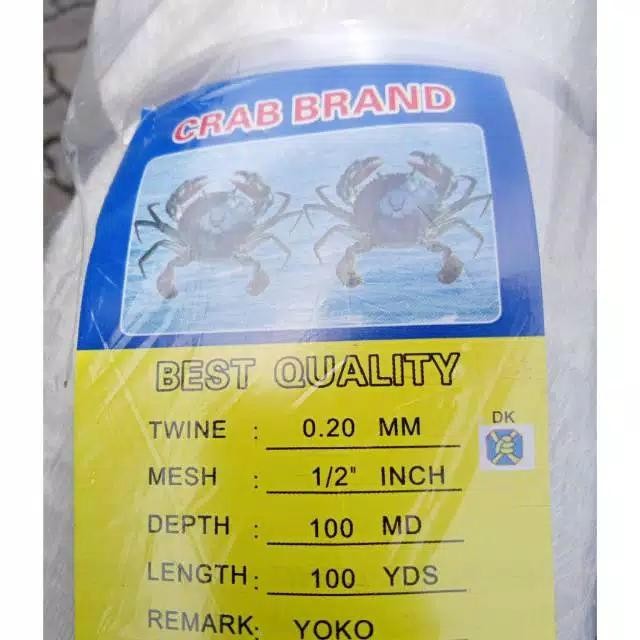 CRAB BRAND
BEST QUALITY
DK
TWINE : 0.20 MM
MESH : 1/2" INCH
DEPTH : 100 MD
LENGTH : 100 YDS
REMARK: YOKO